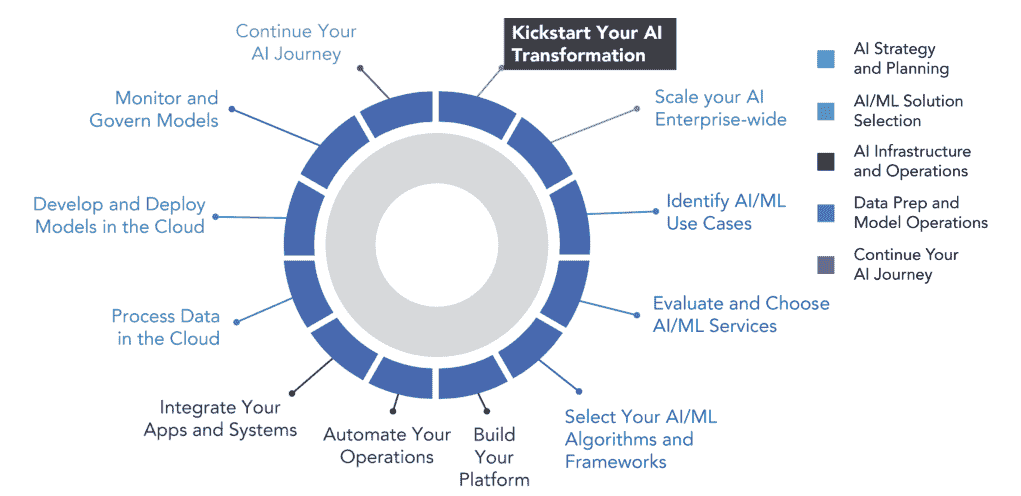 Kickstart Your AI
Transformation
Scale your AI
Enterprise-wide
Identify AI/ML
Use Cases
Evaluate and Choose
AI/ML Services
Select Your AI/ML
Algorithms and
Frameworks
Build
Your
Platform
Automate Your
Operations
Integrate Your
Apps and Systems
Process Data
in the Cloud
Develop and Deploy
Models in the Cloud
Monitor and
Govern Models
Continue Your
AI Journey
AI Strategy
and Planning
AI/ML Solution
Selection
AI Infrastructure
and Operations
Data Prep and
Model Operations
Continue Your
AI Journey